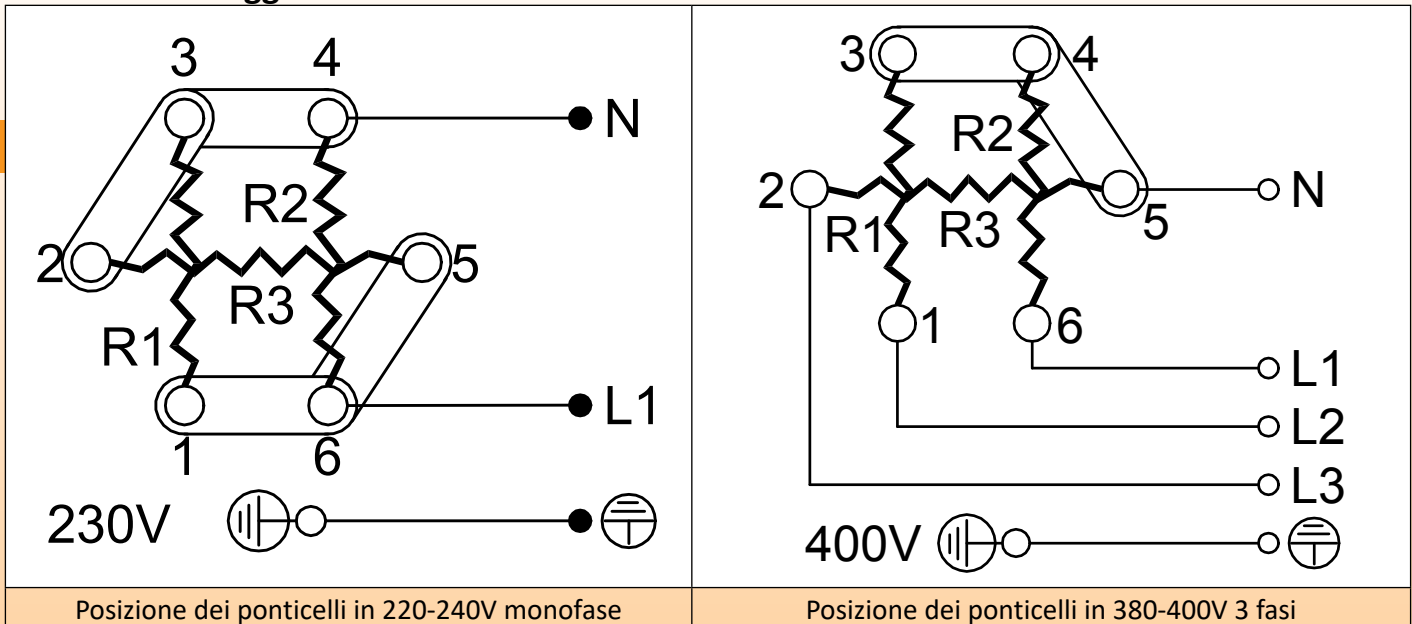 3 4
N
R2
2 5
R3
R1
L1
1 6
230V
Posizione dei ponticelli in 220-240V monofase
3 4
R2
2 N
R1 R3 5
1 6
L1
L2
L3
400V
Posizione dei ponticelli in 380-400V 3 fasi